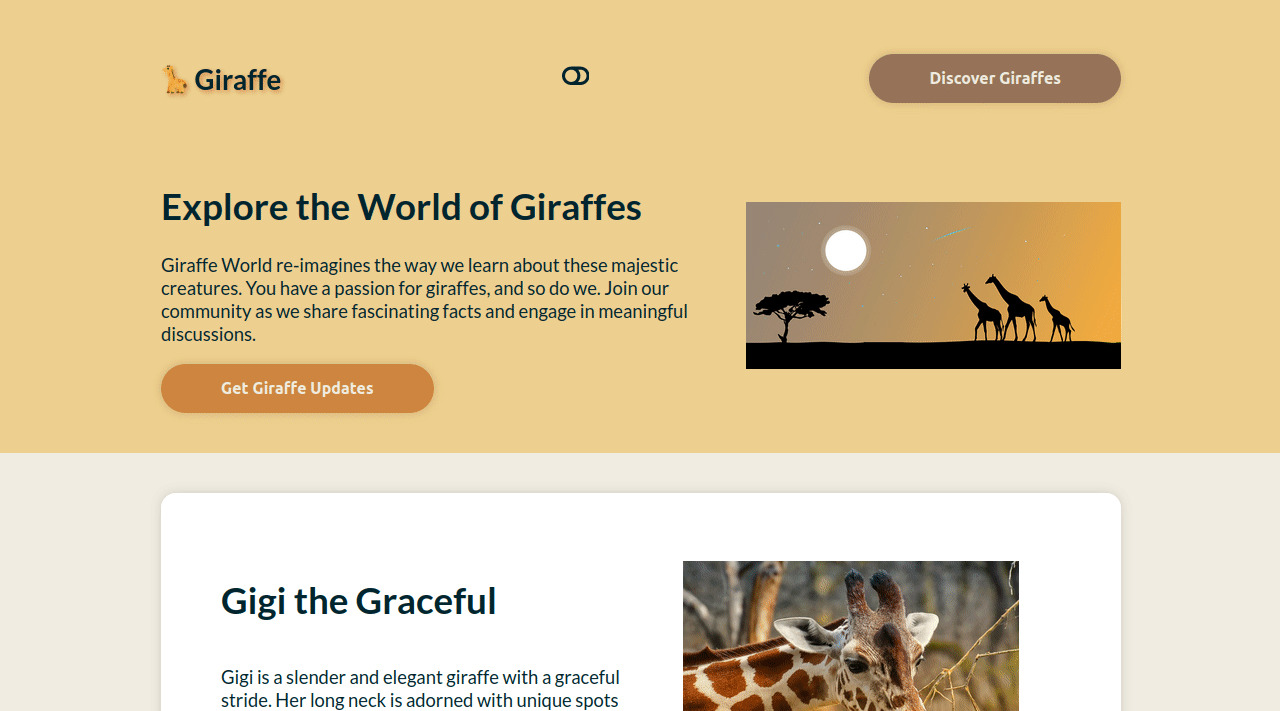 Giraffe
Discover Giraffes
Explore the World of Giraffes
Giraffe World re-imagines the way we learn about these majestic
creatures. You have a passion for giraffes, and so do we. Join our
community as we share fascinating facts and engage in meaningful
discussions.
Get Giraffe Updates
Gigi the Graceful
Gigi is a slender and elegant giraffe with a graceful
stride. Her long neck is adorned with unique spots